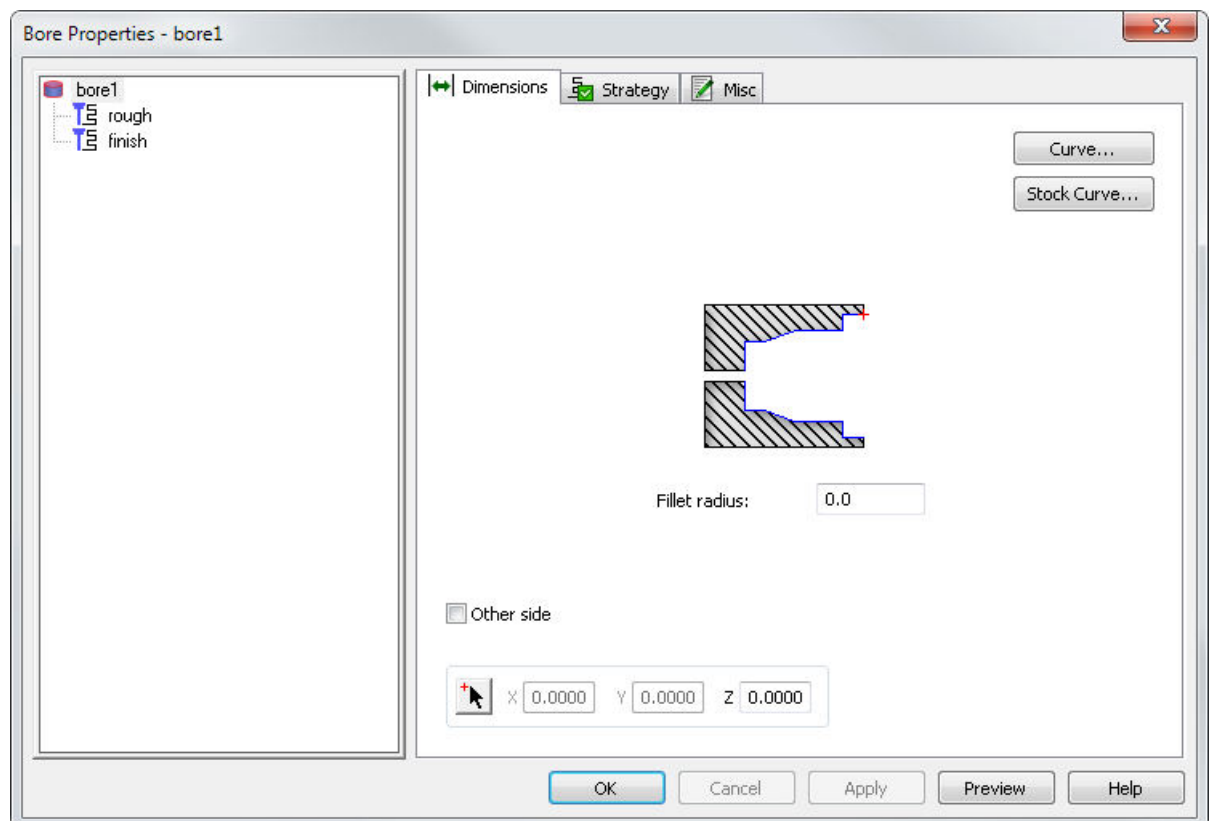 Bore Properties - bore1
bore1
rough
finish
Dimensions Strategy Misc
Curve...
Stock Curve...
Fillet radius: 0.0
Other side
X 0.0000 Y 0.0000 Z 0.0000
OK Cancel Apply Preview Help